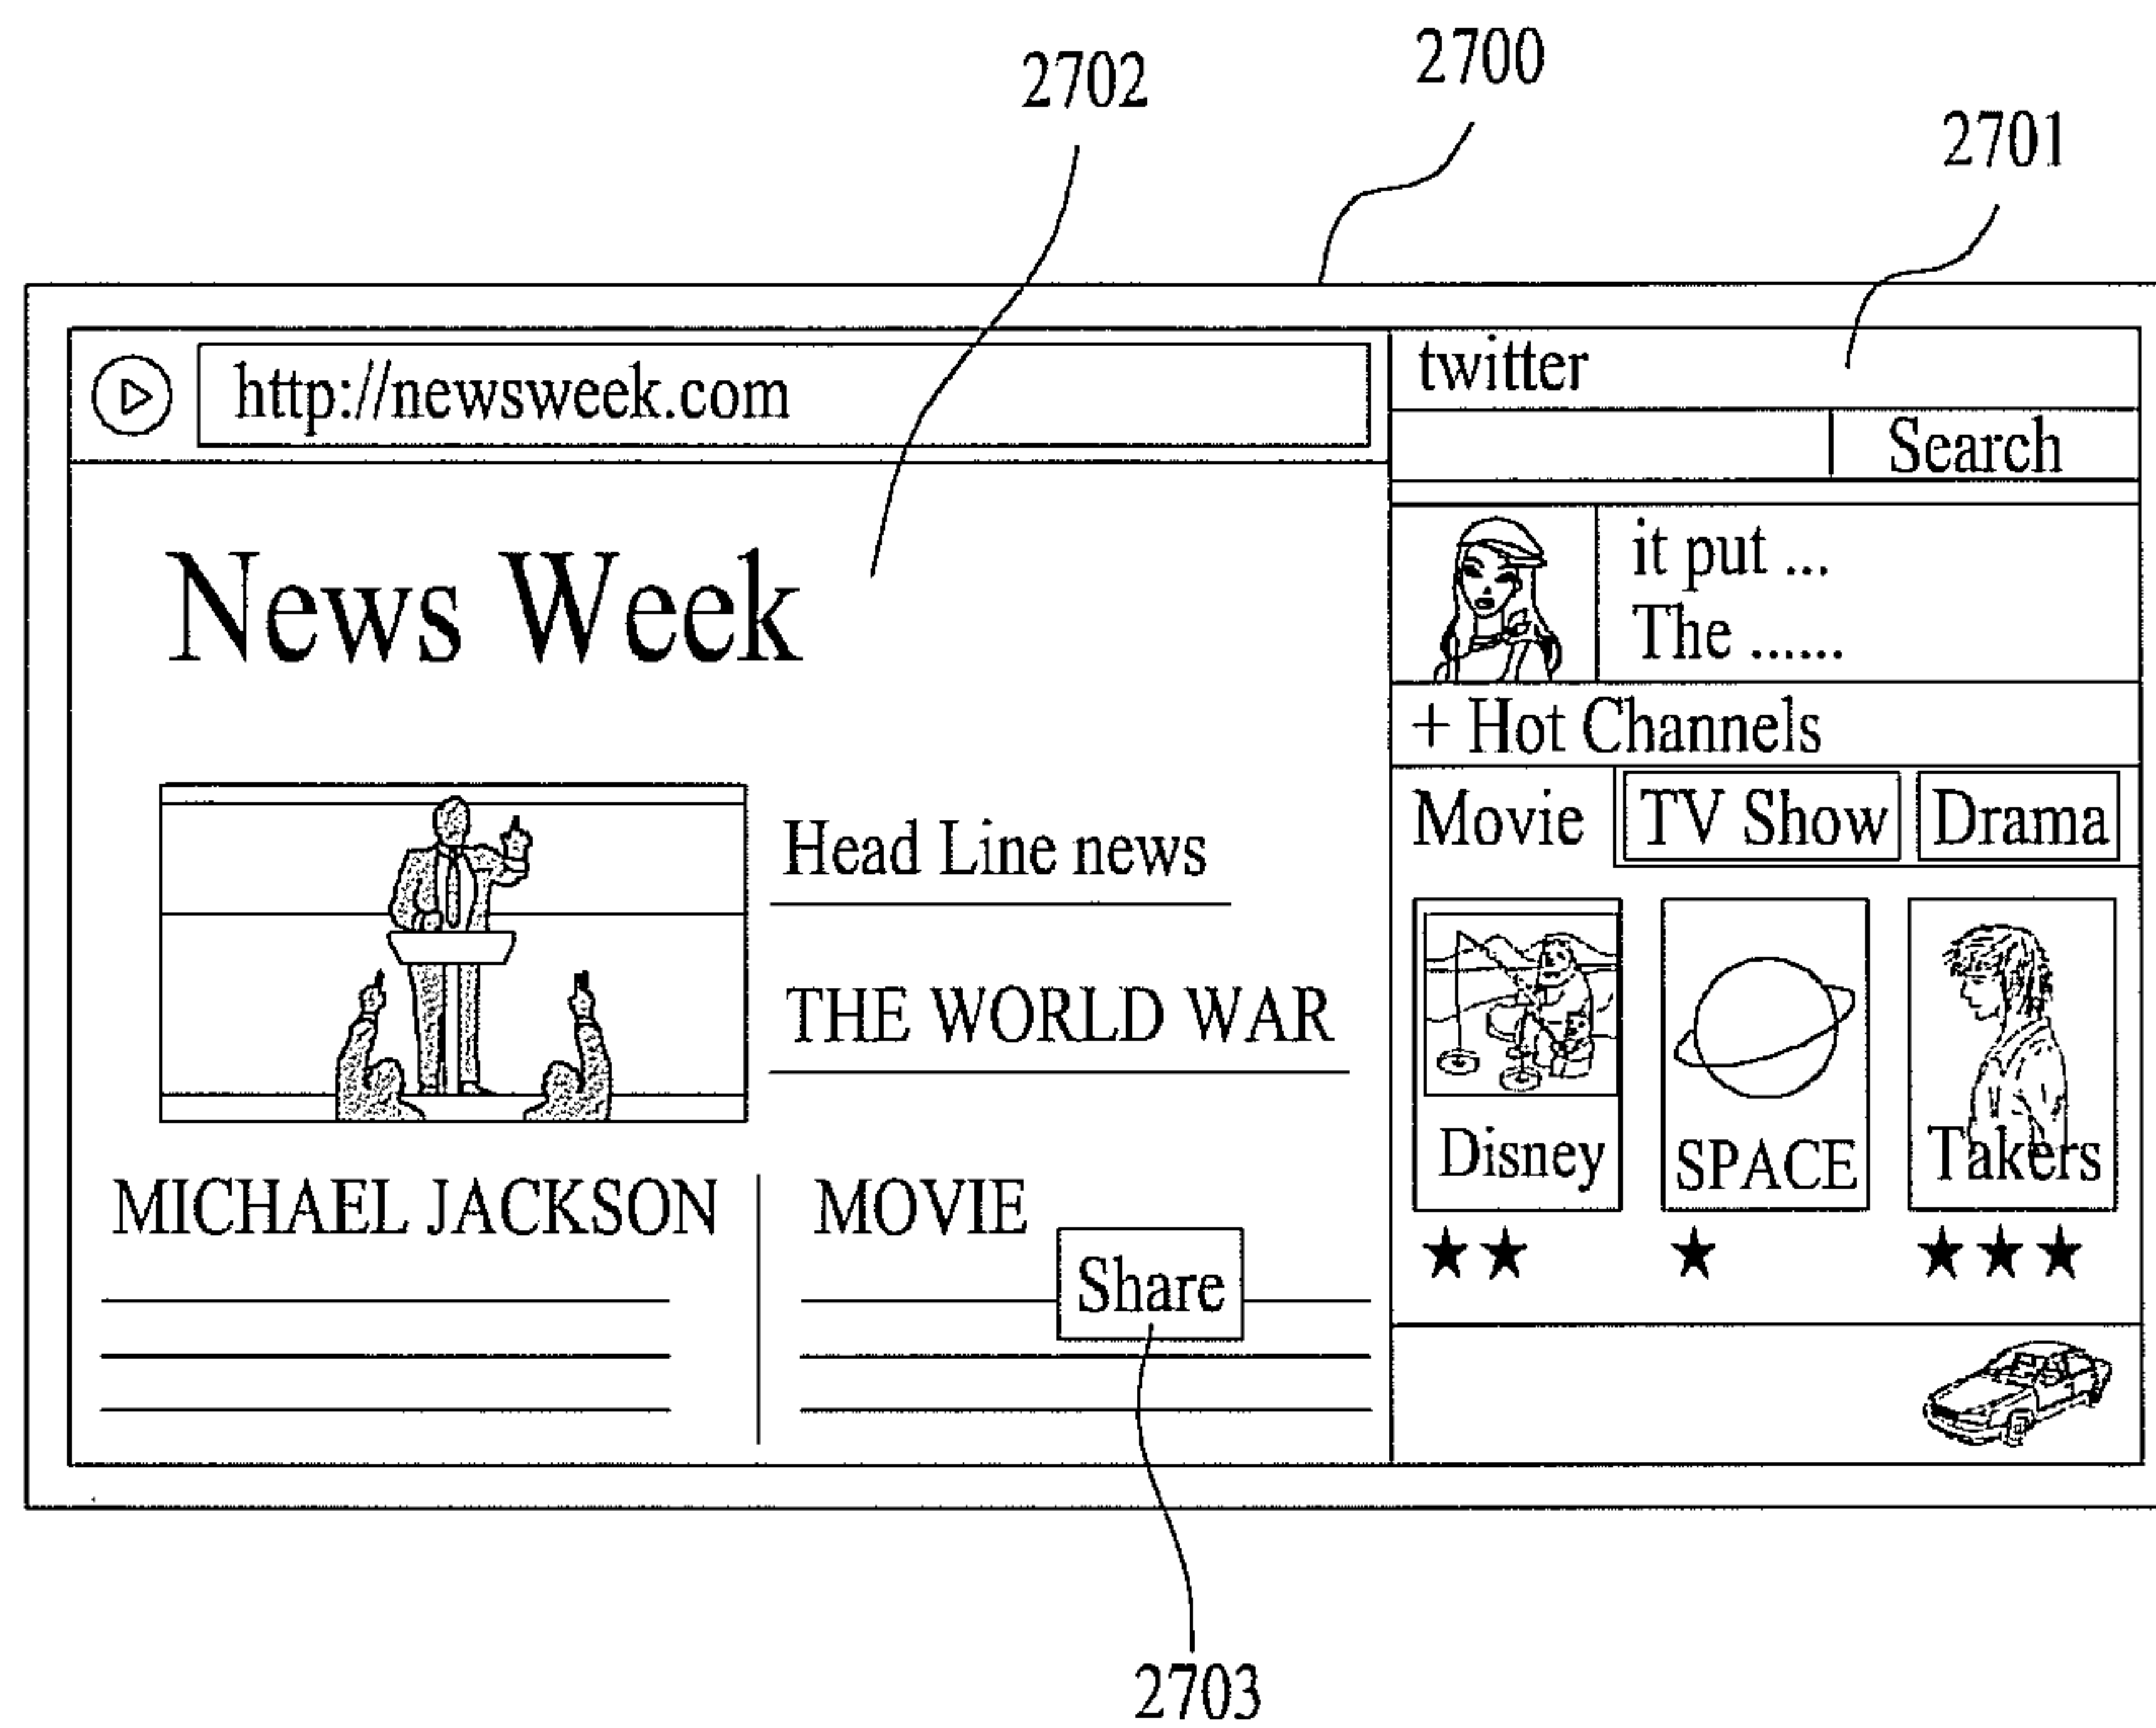 2702
2700
2701
http://newsweek.com
twitter
Search
News Week
it put ...
The ......
+ Hot Channels
Movie
TV Show
Drama
Head Line news
THE WORLD WAR
Disney
SPACE
Takers
MICHAEL JACKSON
MOVIE
Share
★★
★
★★★
2703